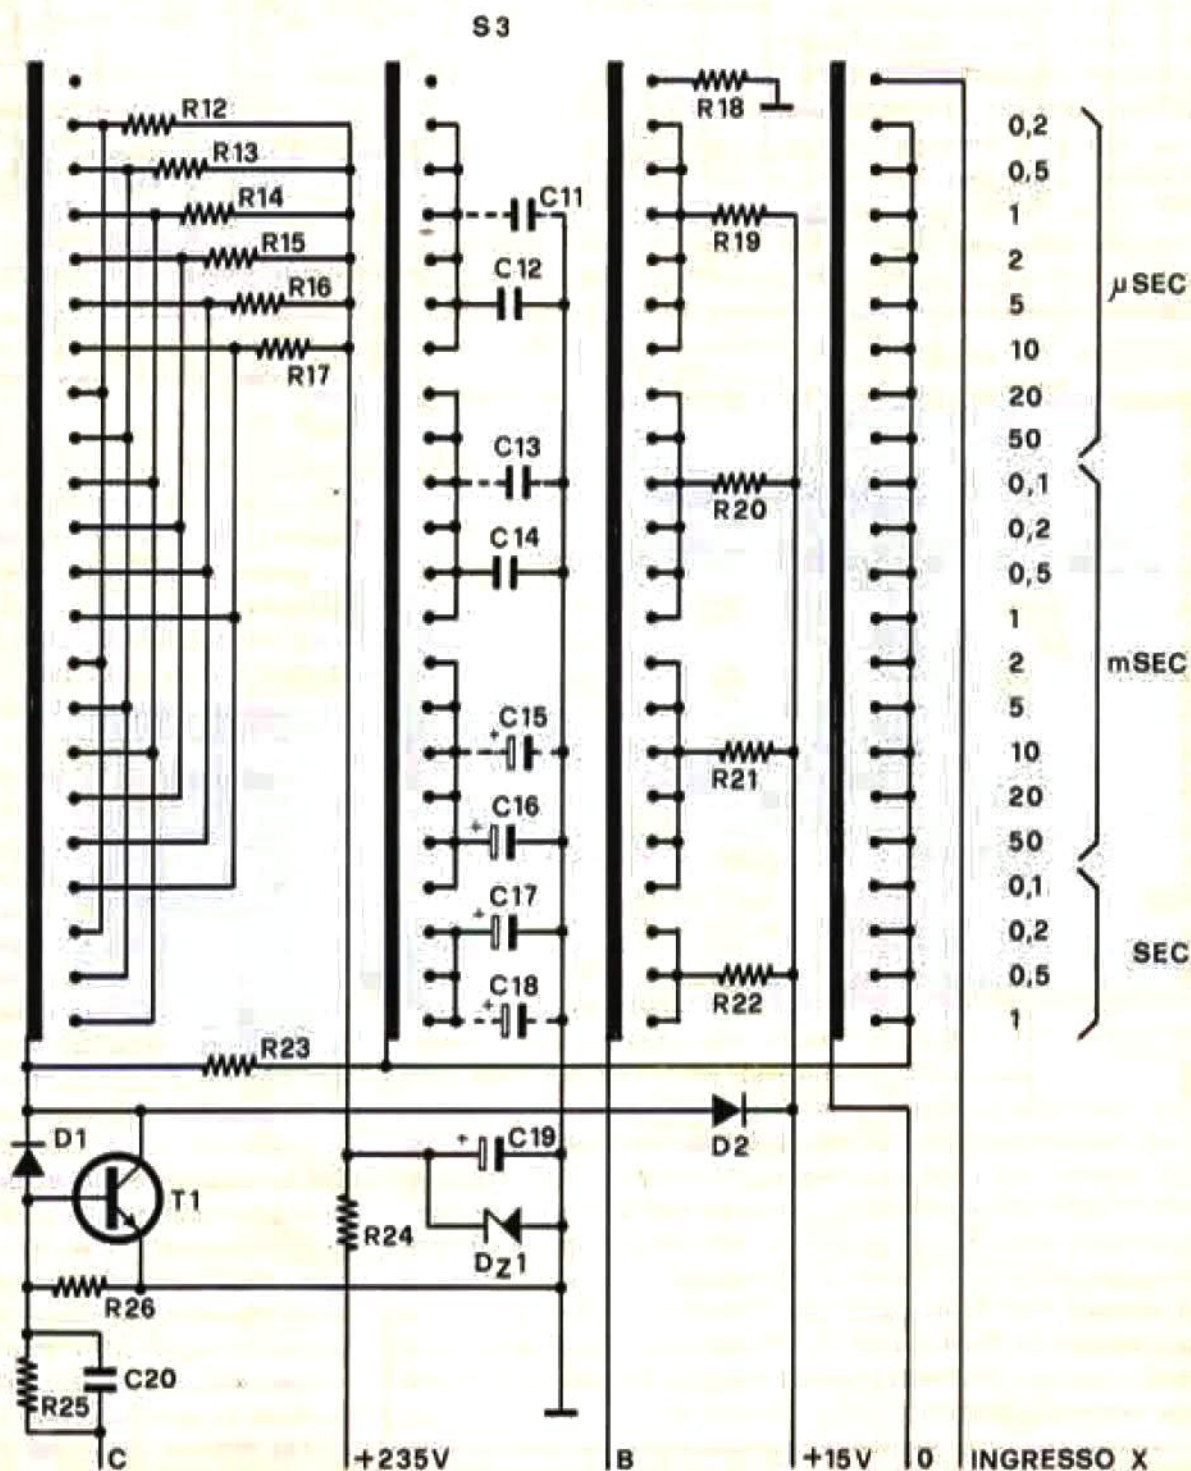 S3
R12
R18
0,2
R13
0,5
R14
C11
R19
1
R15
C12
2
R16
5
µSEC
R17
10
20
C13
50
R20
0,1
C14
0,2
0,5
1
2
mSEC
C15
5
R21
10
C16
20
50
C17
0,1
0,2
C18
R22
0,5
SEC
1
R23
D1
+
C19
D2
T1
R24
DZ1
R26
R25
C20
C
+235V
B
+15V
0
INGRESSO X